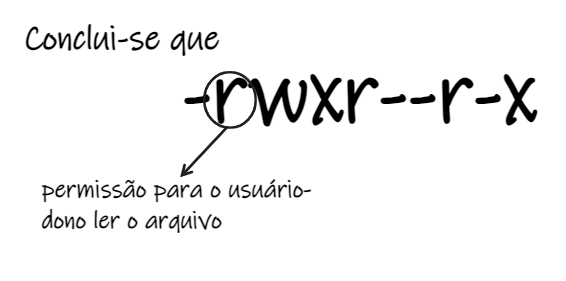 Conclui-se que
-rwxr--r-x
permissão para o usuário-
dono ler o arquivo